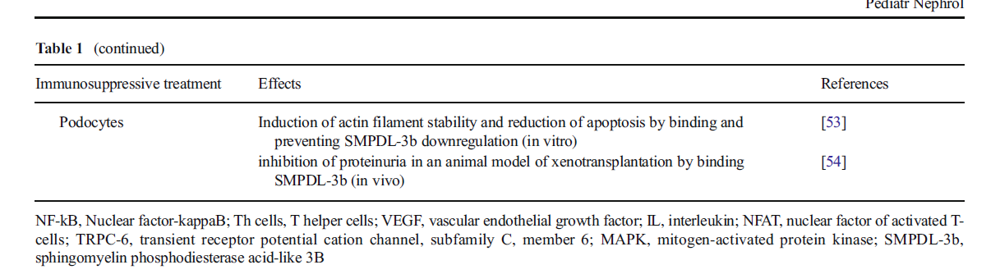 Pediatr Nephrol
Table 1 (continued)
Immunosuppressive treatment Effects References
Podocytes Induction of actin filament stability and reduction of apoptosis by binding and [53]
preventing SMPDL-3b downregulation (in vitro)
inhibition of proteinuria in an animal model of xenotransplantation by binding [54]
SMPDL-3b (in vivo)
NF-kB, Nuclear factor-kappaB; Th cells, T helper cells; VEGF, vascular endothelial growth factor; IL, interleukin; NFAT, nuclear factor of activated T-
cells; TRPC-6, transient receptor potential cation channel, subfamily C, member 6; MAPK, mitogen-activated protein kinase; SMPDL-3b,
sphingomyelin phosphodiesterase acid-like 3B